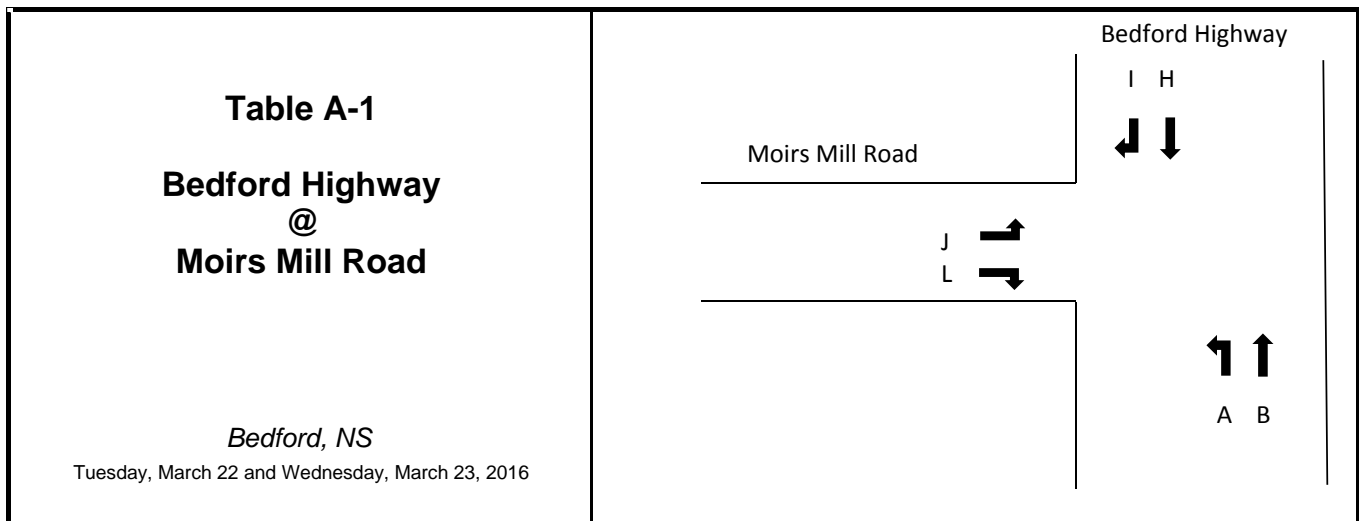 Table A-1
Bedford Highway
@
Moirs Mill Road
Bedford, NS
Tuesday, March 22 and Wednesday, March 23, 2016
Bedford Highway
I H
Moirs Mill Road
J
L
A B